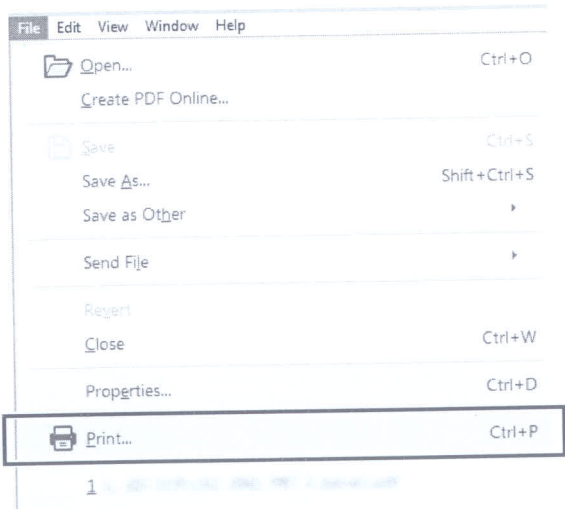 File Edit View Window Help
Open... Ctrl+O
Create PDF Online...
Save Ctrl+S
Save As... Shift+Ctrl+S
Save as Other
Send File
Revert
Close Ctrl+W
Properties... Ctrl+D
Print... Ctrl+P
1